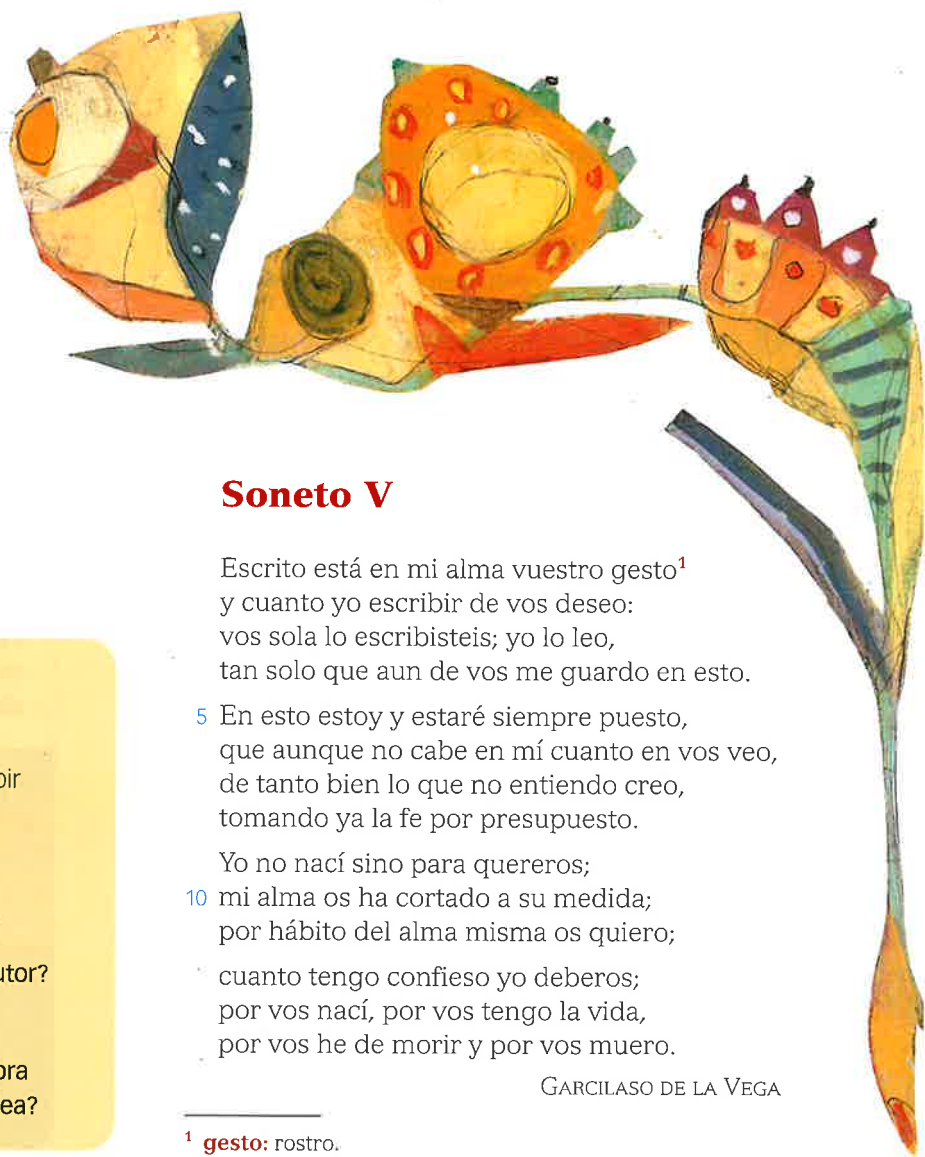 Soneto V
Escrito está en mi alma vuestro gesto¹
y cuanto yo escribir de vos deseo:
vos sola lo escribisteis; yo lo leo,
tan solo que aun de vos me guardo en esto.
5 En esto estoy y estaré siempre puesto,
que aunque no cabe en mí cuanto en vos veo,
de tanto bien lo que no entiendo creo,
tomando ya la fe por presupuesto.
Yo no nací sino para quereros;
10 mi alma os ha cortado a su medida;
por hábito del alma misma os quiero;
cuanto tengo confieso yo deberos;
por vos nací, por vos tengo la vida,
por vos he de morir y por vos muero.
GARCILASO DE LA VEGA
¹ gesto: rostro.